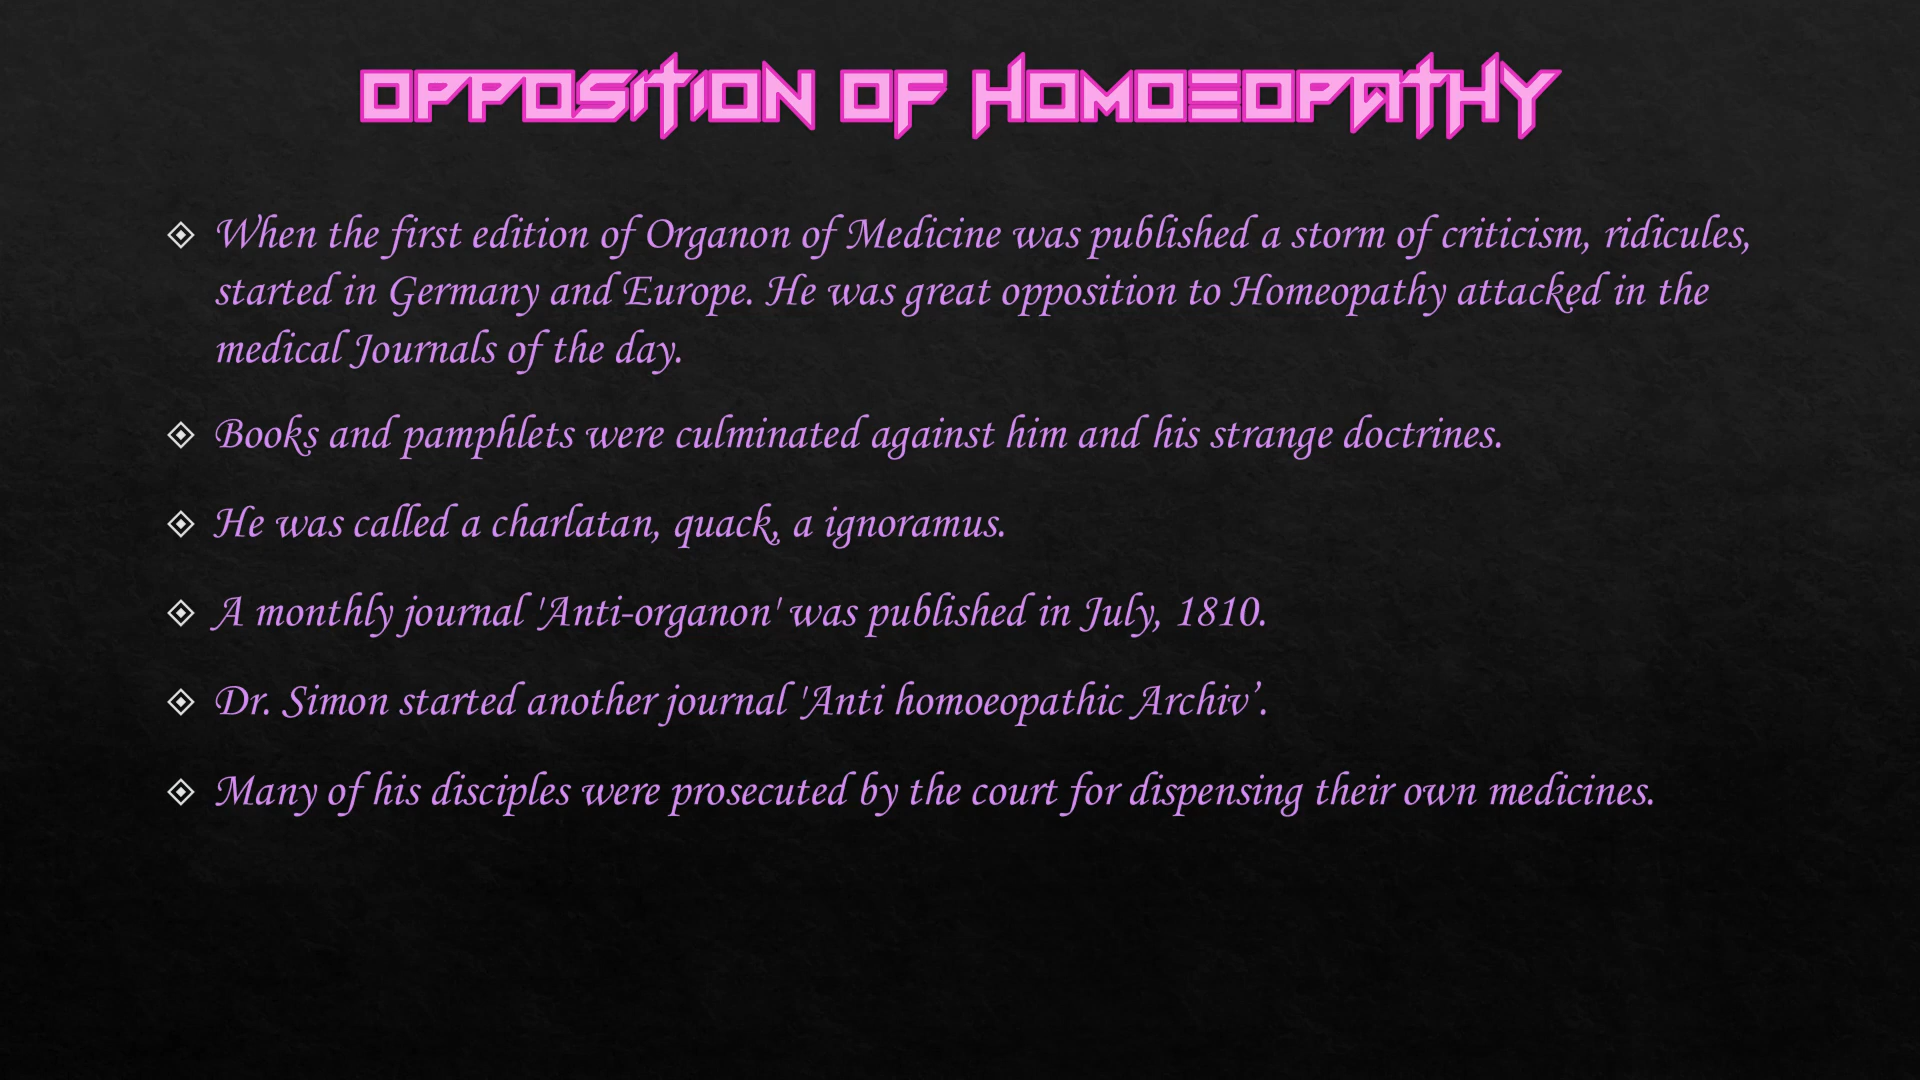 OPPOSITION OF HOMOEOPATHY
When the first edition of Organon of Medicine was published a storm of criticism, ridicules,
started in Germany and Europe. He was great opposition to Homeopathy attacked in the
medical Journals of the day.
Books and pamphlets were culminated against him and his strange doctrines.
He was called a charlatan, quack, a ignoramus.
A monthly journal 'Anti-organon' was published in July, 1810.
Dr. Simon started another journal 'Anti homoeopathic Archiv’.
Many of his disciples were prosecuted by the court for dispensing their own medicines.